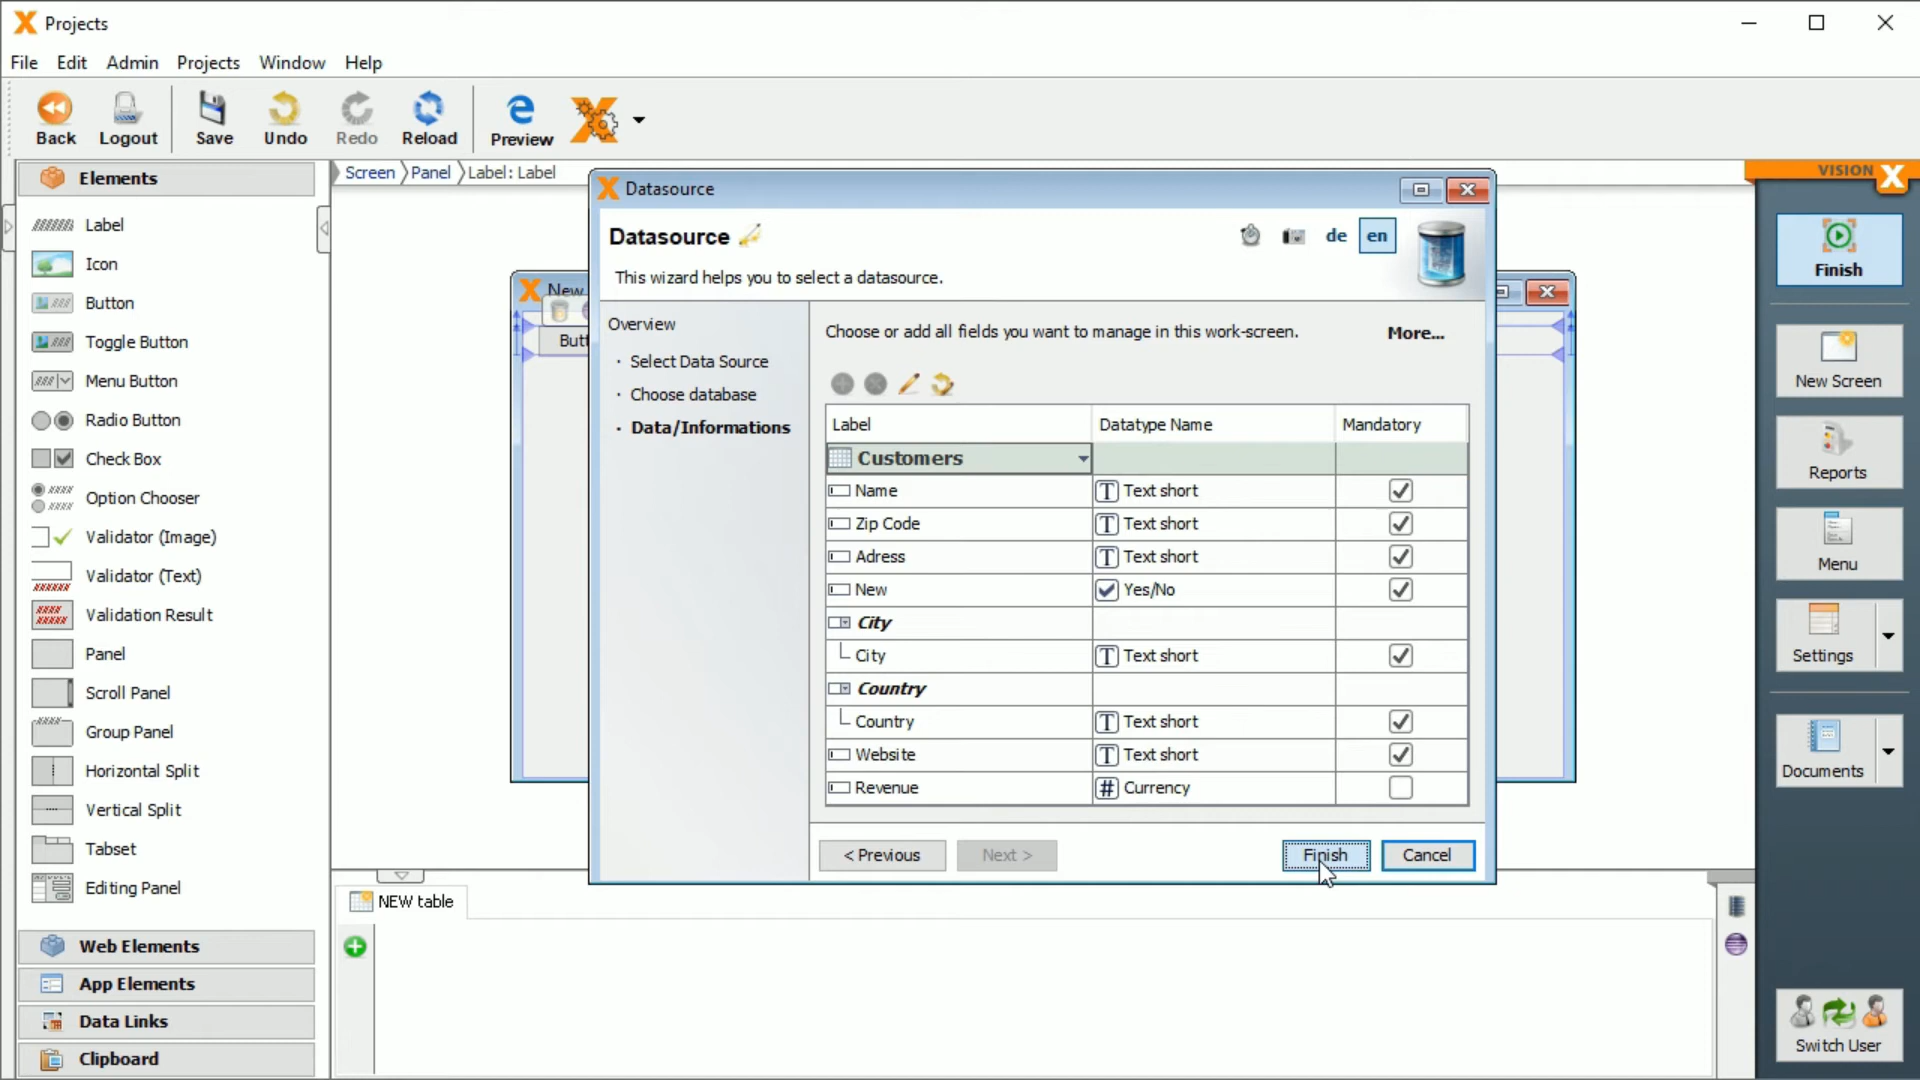 Projects
File Edit Admin Projects Window Help
Back Logout Save Undo Redo Reload Preview
Elements
Label
Icon
Button
Toggle Button
Menu Button
Radio Button
Check Box
Option Chooser
Validator (Image)
Validator (Text)
Validation Result
Panel
Scroll Panel
Group Panel
Horizontal Split
Vertical Split
Tabset
Editing Panel
Web Elements
App Elements
Data Links
Clipboard
Screen Panel Label: Label
New
Butt
Datasource
Datasource
de en
This wizard helps you to select a datasource.
Overview
· Select Data Source
· Choose database
· Data/Informations
Choose or add all fields you want to manage in this work-screen.
More...
Label Datatype Name Mandatory
Customers
Name Text short
Zip Code Text short
Adress Text short
New Yes/No
City
City Text short
Country
Country Text short
Website Text short
Revenue Currency
< Previous Next > Finish Cancel
NEW table
VISION X
Finish
New Screen
Reports
Menu
Settings
Documents
Switch User